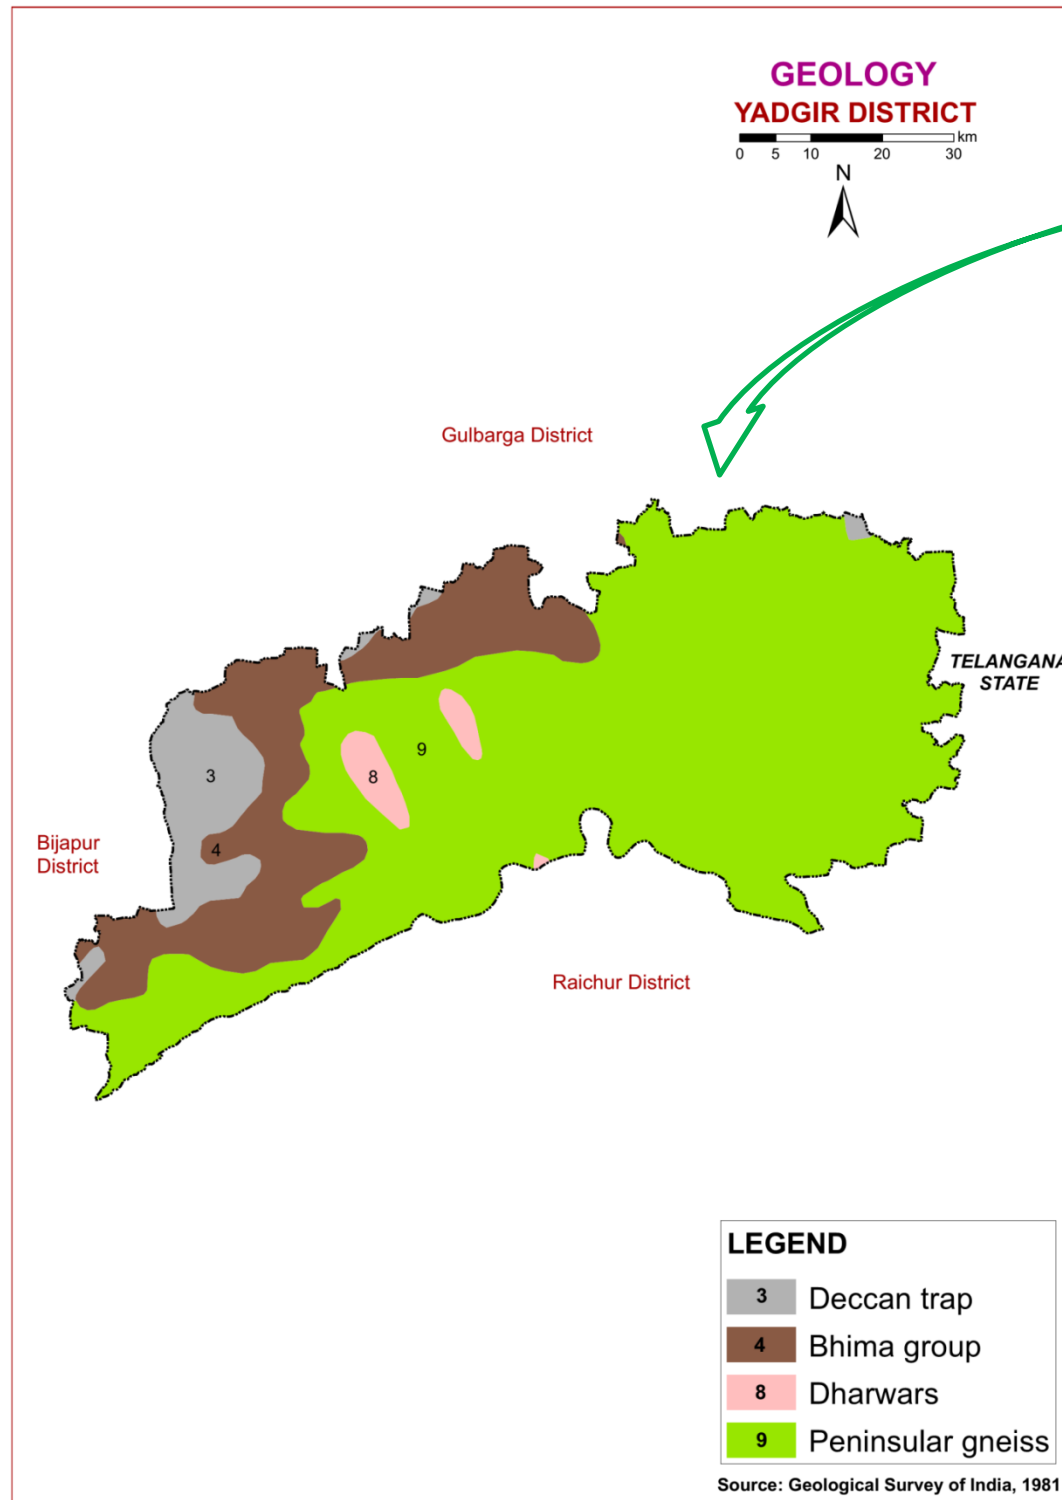 GEOLOGY
YADGIR DISTRICT
km
0 5 10 20 30
N
Gulbarga District
TELANGANA
STATE
9
3
8
4
Bijapur
District
Raichur District
LEGEND
3 Deccan trap
4 Bhima group
8 Dharwars
9 Peninsular gneiss
Source: Geological Survey of India, 1981